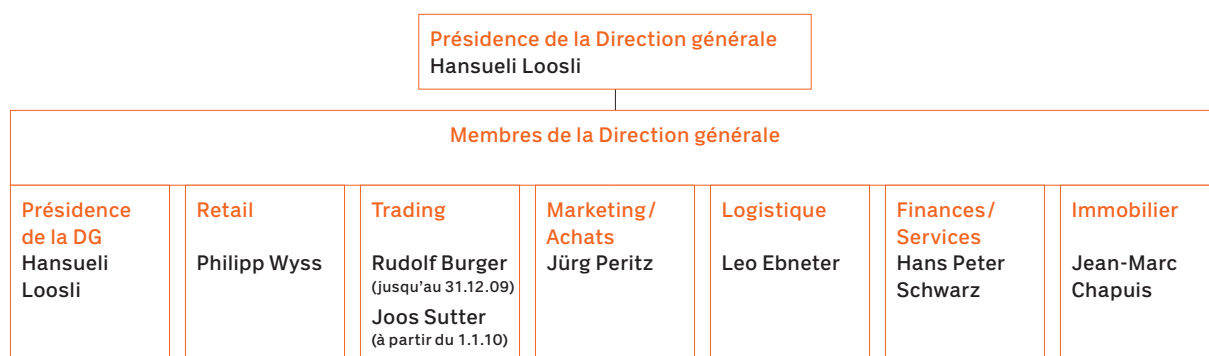 Présidence de la Direction générale
Hansueli Loosli
Membres de la Direction générale
Présidence
de la DG
Hansueli
Loosli
Retail
Philipp Wyss
Trading
Rudolf Burger
(jusqu'au 31.12.09)
Joos Sutter
(à partir du 1.1.10)
Marketing/
Achats
Jürg Peritz
Logistique
Leo Ebneter
Finances/
Services
Hans Peter
Schwarz
Immobilier
Jean-Marc
Chapuis